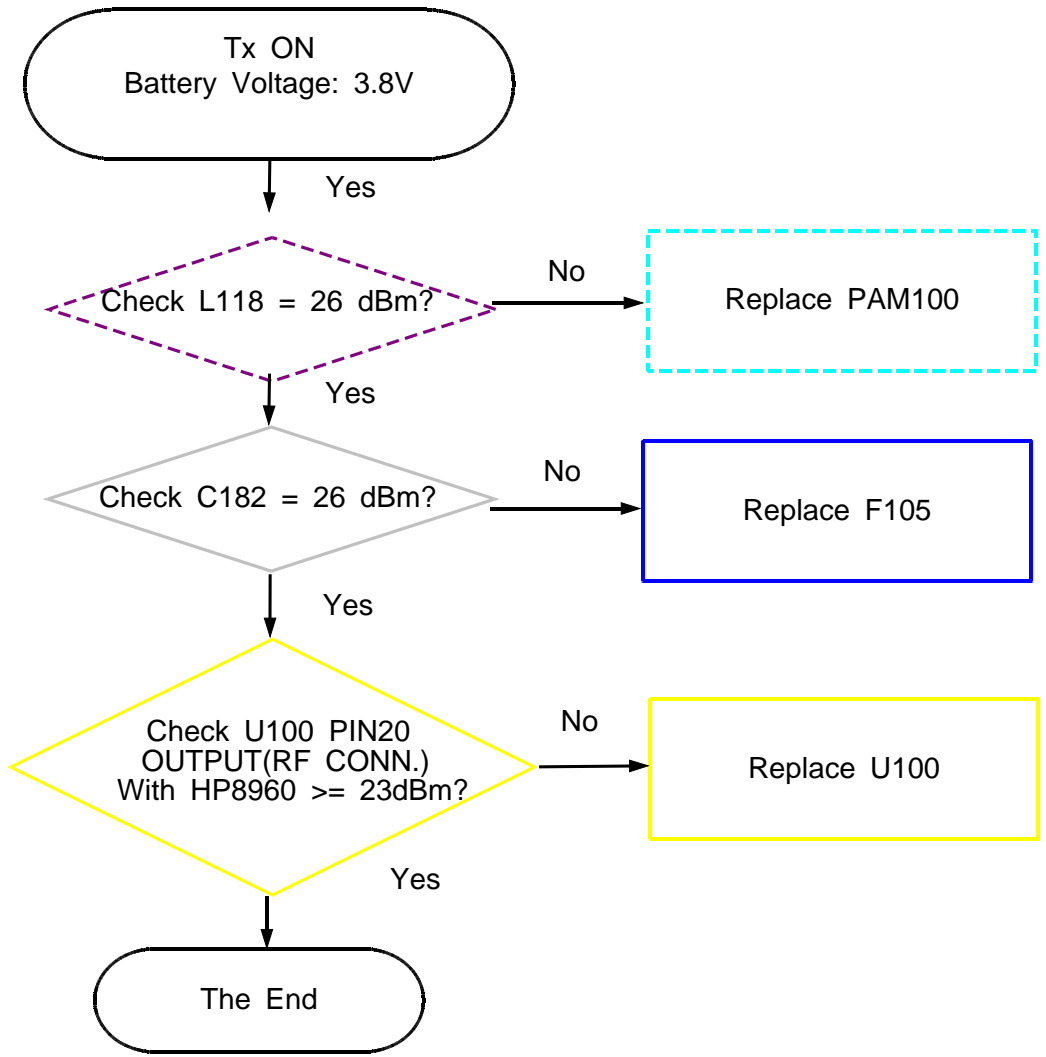 Tx ON
Battery Voltage: 3.8V
Yes
Check L118 = 26 dBm?
No
Replace PAM100
Yes
Check C182 = 26 dBm?
No
Replace F105
Yes
Check U100 PIN20
OUTPUT(RF CONN.)
With HP8960 >= 23dBm?
No
Replace U100
Yes
The End